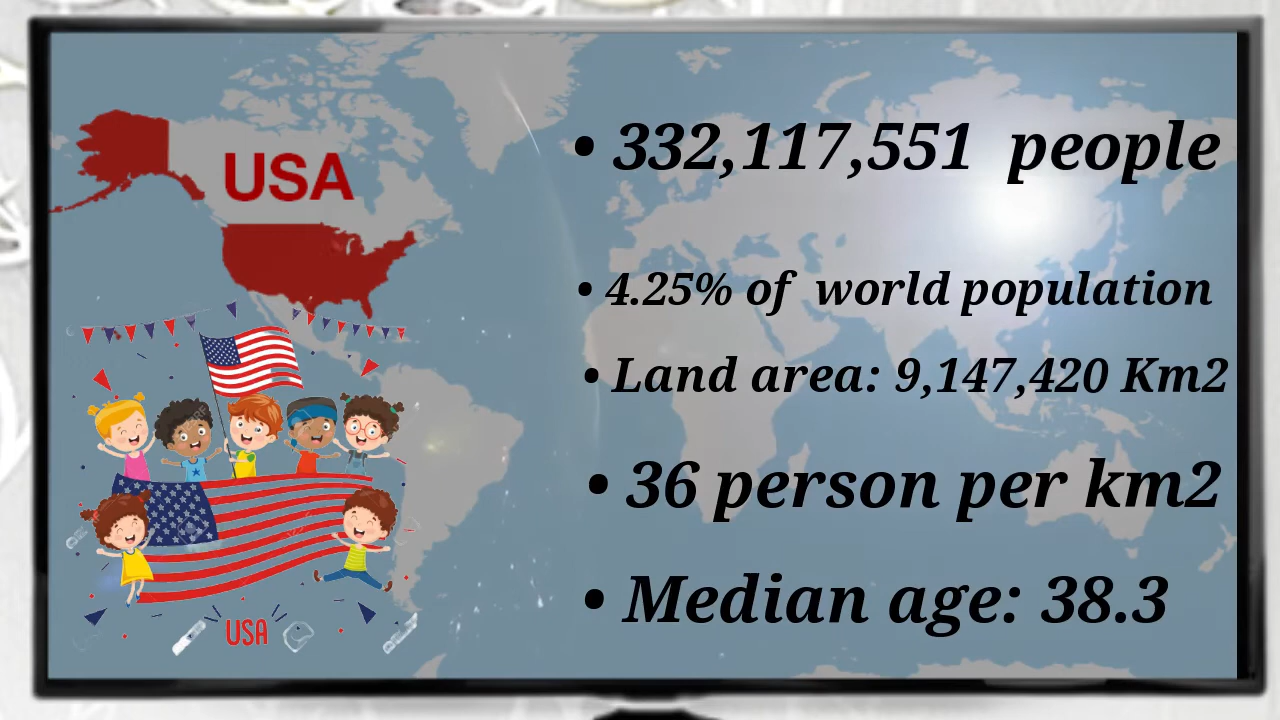 USA
• 332,117,551 people
• 4.25% of world population
• Land area: 9,147,420 Km2
• 36 person per km2
• Median age: 38.3
USA